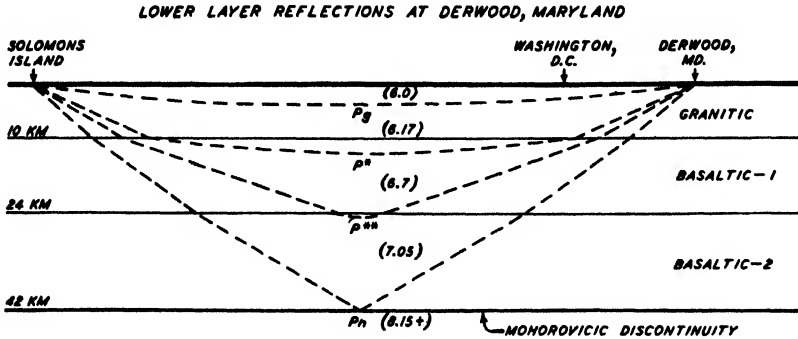 LOWER LAYER REFLECTIONS AT DERWOOD, MARYLAND
SOLOMONS
ISLAND
WASHINGTON,
D.C.
DERWOOD,
MD.
(6.0)
Pg
GRANITIC
(6.17)
10 KM
P*
(6.7)
BASALTIC-1
24 KM
P**
(7.05)
BASALTIC-2
42 KM
Pn (8.15+)
MOHOROVICIC DISCONTINUITY